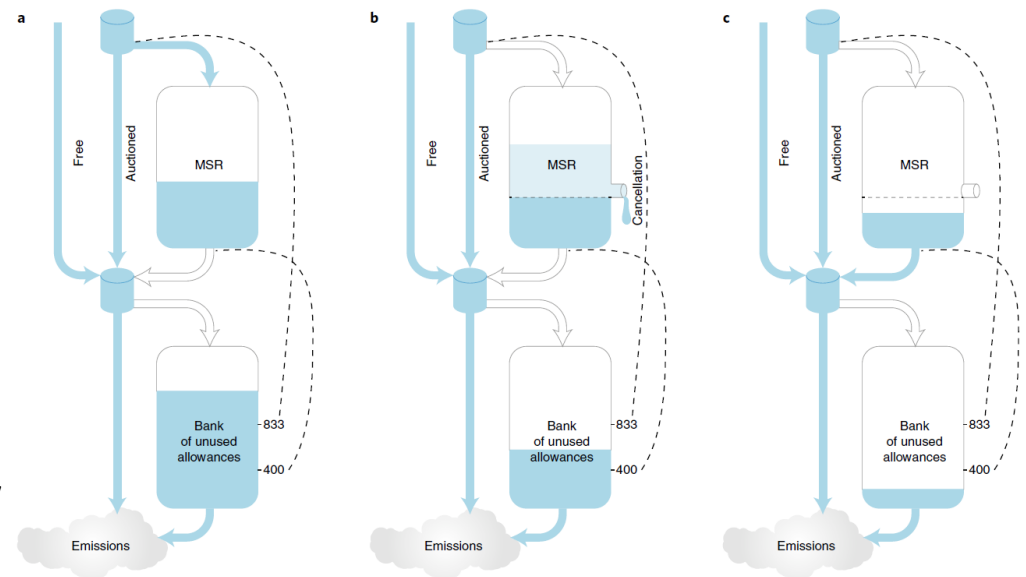 a
Free
Auctioned
MSR
Bank
of unused
allowances
833
400
Emissions
b
Free
Auctioned
MSR
Cancellation
Bank
of unused
allowances
833
400
Emissions
c
Free
Auctioned
MSR
Bank
of unused
allowances
833
400
Emissions